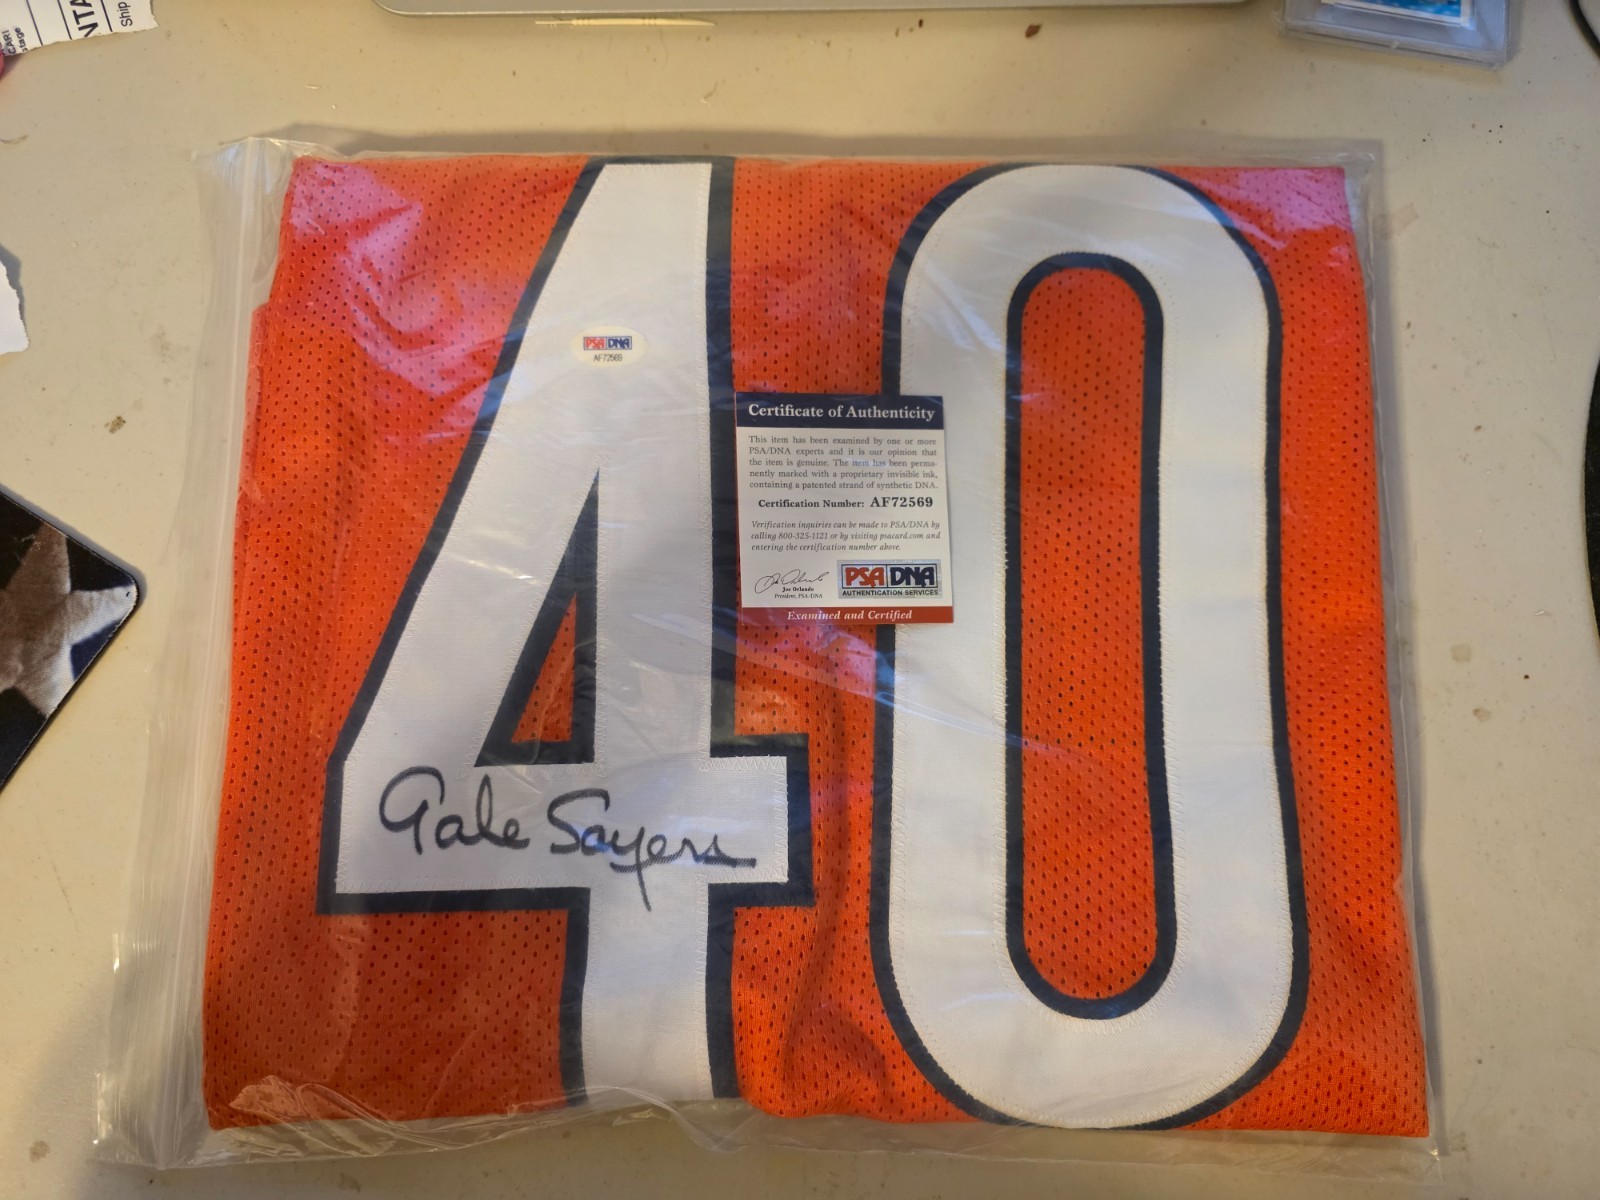 NTA
Ship
CARI
tage
PSA DNA
AF72569
40
Certificate of Authenticity
This item has been examined by one or more
PSA/DNA experts and it is our opinion that
the item is genuine. The item has been perma-
nently marked with a proprietary invisible ink,
containing a patented strand of synthetic DNA.
Certification Number: AF72569
Verification inquiries can be made to PSA/DNA by
calling 800-325-1121 or by visiting psacard.com and
entering the certification number above.
Joe Orlando
President, PSA/DNA
PSA DNA
AUTHENTICATION SERVICES
Examined and Certified
Gale Sayers